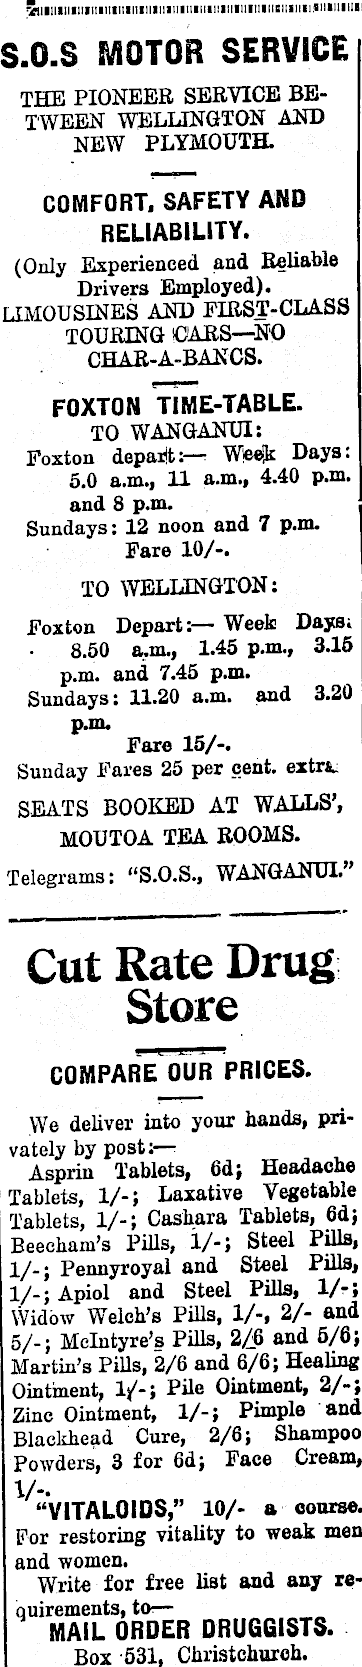 S.O.S MOTOR SERVICE
THE PIONEER SERVICE BE-
TWEEN WELLINGTON AND
NEW PLYMOUTH.
COMFORT, SAFETY AND
RELIABILITY.
(Only Experienced and Reliable
Drivers Employed).
LIMOUSINES AND FIRST-CLASS
TOURING CARS—NO
CHAR-A-BANCS.
FOXTON TIME-TABLE.
TO WANGANUI:
Foxton depart:— Week Days:
5.0 a.m., 11 a.m., 4.40 p.m.
and 8 p.m.
Sundays: 12 noon and 7 p.m.
Fare 10/-.
TO WELLINGTON:
Foxton Depart:— Week Days:
8.50 a.m., 1.45 p.m., 3.15
p.m. and 7.45 p.m.
Sundays: 11.20 a.m. and 3.20
p.m.
Fare 15/-.
Sunday Fares 25 per cent. extra.
SEATS BOOKED AT WALLS',
MOUTOA TEA ROOMS.
Telegrams: "S.O.S., WANGANUI."
Cut Rate Drug
Store
COMPARE OUR PRICES.
We deliver into your hands, pri-
vately by post:—
Asprin Tablets, 6d; Headache
Tablets, 1/-; Laxative Vegetable
Tablets, 1/-; Cashara Tablets, 6d;
Beecham's Pills, 1/-; Steel Pills,
1/-; Pennyroyal and Steel Pills,
1/-; Apiol and Steel Pills, 1/-;
Widow Welch's Pills, 1/-, 2/- and
5/-; McIntyre's Pills, 2/6 and 5/6;
Martin's Pills, 2/6 and 6/6; Healing
Ointment, 1/-; Pile Ointment, 2/-;
Zinc Ointment, 1/-; Pimple and
Blackhead Cure, 2/6; Shampoo
Powders, 3 for 6d; Face Cream,
1/-.
"VITALOIDS," 10/- a course.
For restoring vitality to weak men
and women.
Write for free list and any re-
quirements, to—
MAIL ORDER DRUGGISTS.
Box 531, Christchurch.